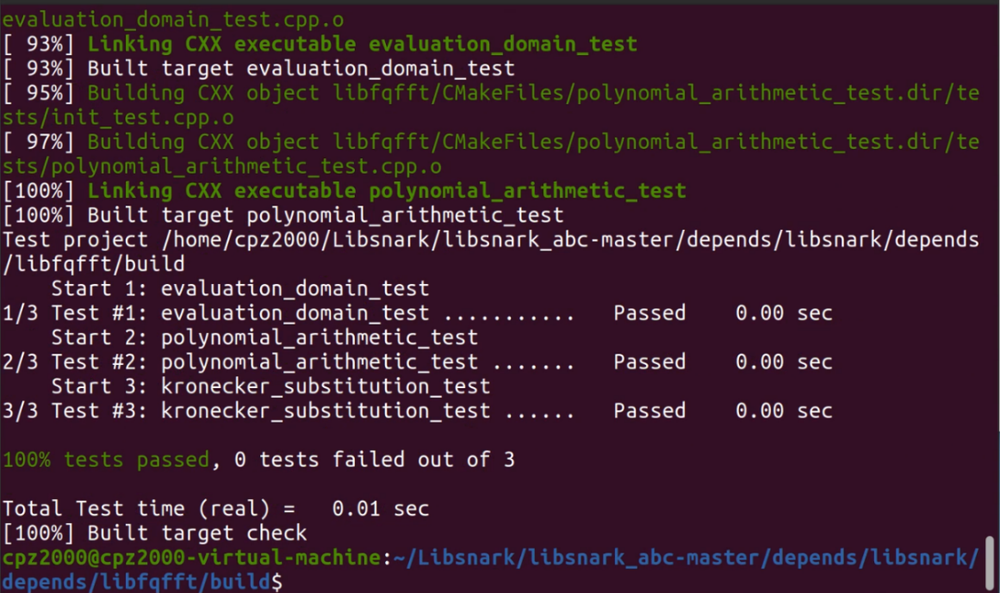 evaluation_domain_test.cpp.o
[ 93%] Linking CXX executable evaluation_domain_test
[ 93%] Built target evaluation_domain_test
[ 95%] Building CXX object libfqfft/CMakeFiles/polynomial_arithmetic_test.dir/te
sts/init_test.cpp.o
[ 97%] Building CXX object libfqfft/CMakeFiles/polynomial_arithmetic_test.dir/te
sts/polynomial_arithmetic_test.cpp.o
[100%] Linking CXX executable polynomial_arithmetic_test
[100%] Built target polynomial_arithmetic_test
Test project /home/cpz2000/Libsnark/libsnark_abc-master/depends/libsnark/depends
/libfqfft/build
    Start 1: evaluation_domain_test
1/3 Test #1: evaluation_domain_test ...........   Passed    0.00 sec
    Start 2: polynomial_arithmetic_test
2/3 Test #2: polynomial_arithmetic_test .......   Passed    0.00 sec
    Start 3: kronecker_substitution_test
3/3 Test #3: kronecker_substitution_test ......   Passed    0.00 sec

100% tests passed, 0 tests failed out of 3

Total Test time (real) =   0.01 sec
[100%] Built target check
cpz2000@cpz2000-virtual-machine:~/Libsnark/libsnark_abc-master/depends/libsnark/
depends/libfqfft/build$